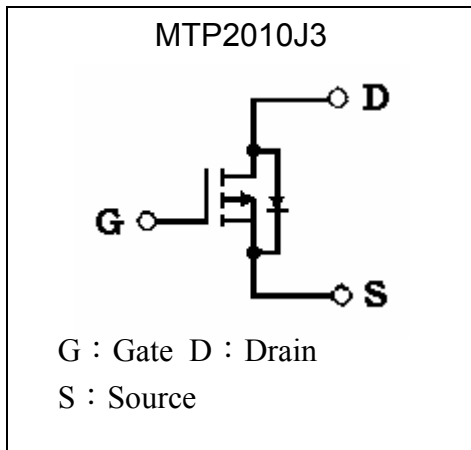 MTP2010J3
D
G
S
G：Gate D：Drain
S：Source